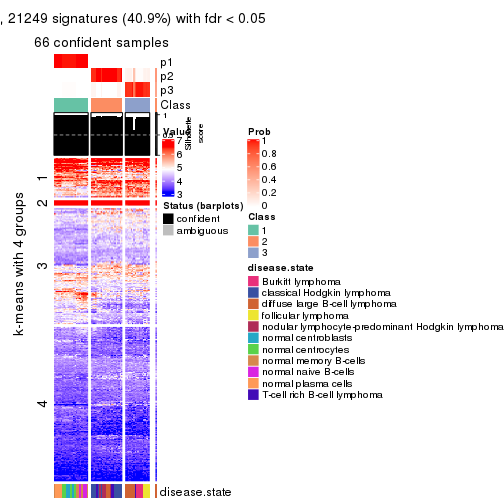 , 21249 signatures (40.9%) with fdr < 0.05
66 confident samples
p1
p2
p3
Class
1
0.5
0
Silhouette
score
k-means with 4 groups
1
2
3
4
disease.state
Value
7
6
5
4
3
Status (barplots)
confident
ambiguous
Prob
1
0.8
0.6
0.4
0.2
0
Class
1
2
3
disease.state
Burkitt lymphoma
classical Hodgkin lymphoma
diffuse large B-cell lymphoma
follicular lymphoma
nodular lymphocyte-predominant Hodgkin lymphoma
normal centroblasts
normal centrocytes
normal memory B-cells
normal naive B-cells
normal plasma cells
T-cell rich B-cell lymphoma